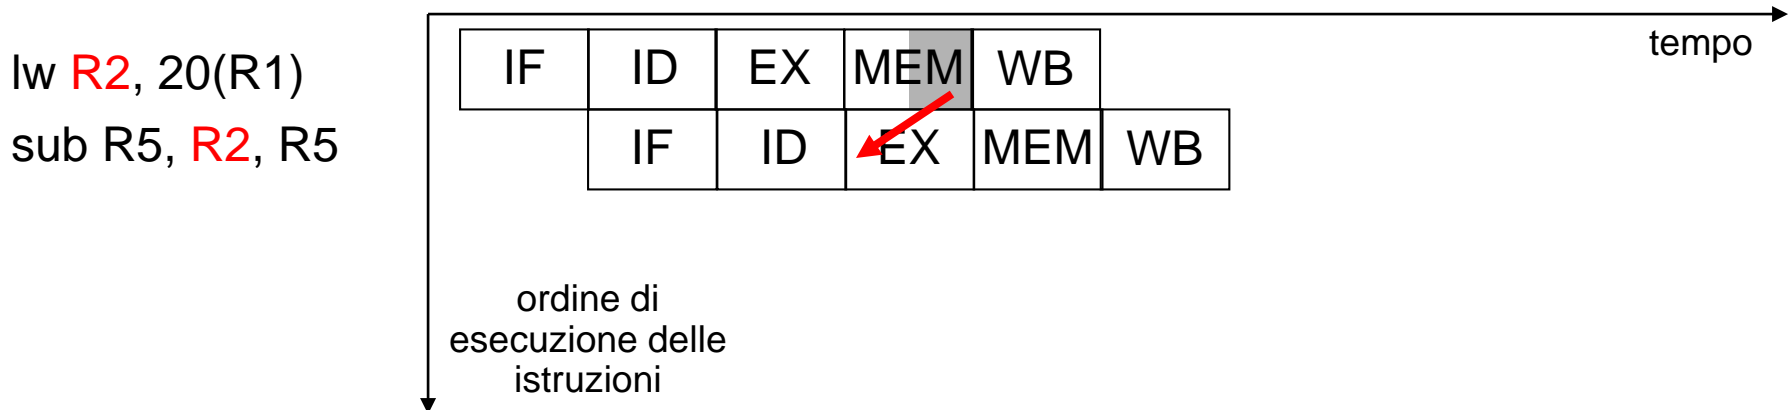 lw R2, 20(R1)
sub R5, R2, R5
IF ID EX MEM WB
IF ID EX MEM WB
tempo
ordine di
esecuzione delle
istruzioni